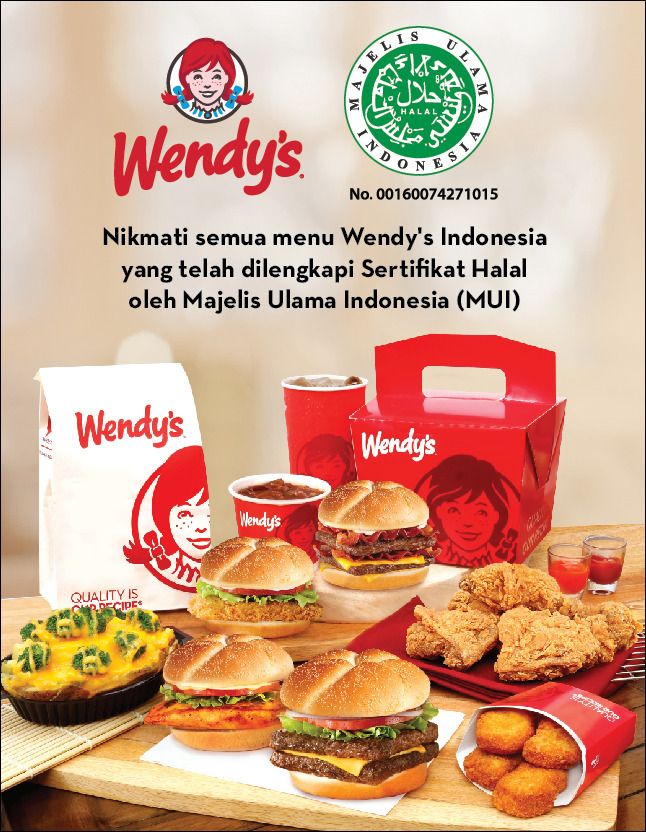 Wendy's
MAJELIS ULAMA
INDONESIA
حلال
HALAL
No. 00160074271015
Nikmati semua menu Wendy's Indonesia
yang telah dilengkapi Sertifikat Halal
oleh Majelis Ulama Indonesia (MUI)
Wendy's
QUALITY IS
OUR RECIPE
Wendy's
Wendy's